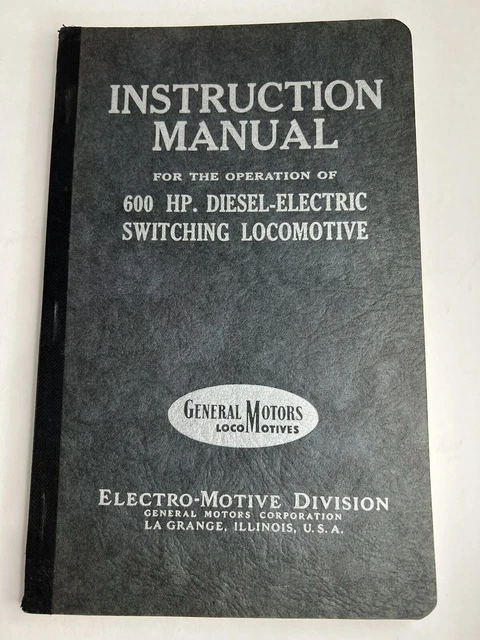 INSTRUCTION
MANUAL
FOR THE OPERATION OF
600 HP. DIESEL-ELECTRIC
SWITCHING LOCOMOTIVE
GENERAL MOTORS
LOCOMOTIVES
ELECTRO-MOTIVE DIVISION
GENERAL MOTORS CORPORATION
LA GRANGE, ILLINOIS, U.S.A.